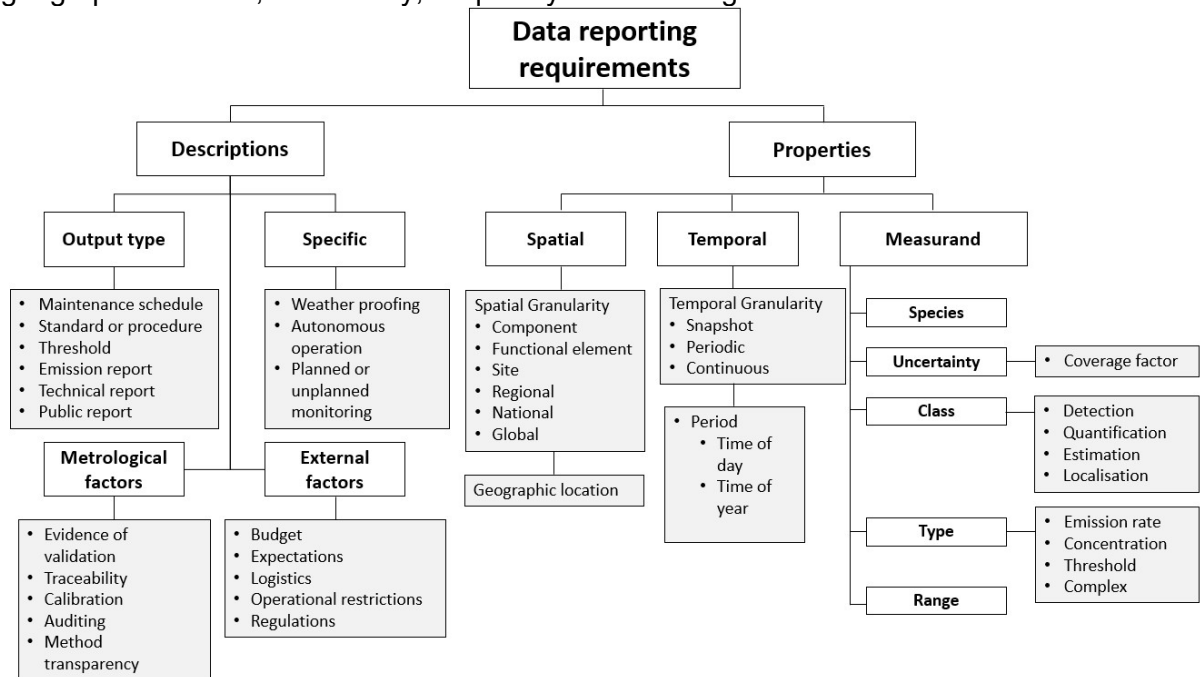 Data reporting
requirements
Descriptions
Properties
Output type
Specific
Spatial
Temporal
Measurand
• Maintenance schedule
• Standard or procedure
• Threshold
• Emission report
• Technical report
• Public report
• Weather proofing
• Autonomous
operation
• Planned or
unplanned
monitoring
Spatial Granularity
• Component
• Functional element
• Site
• Regional
• National
• Global
Geographic location
Temporal Granularity
• Snapshot
• Periodic
• Continuous
• Period
• Time of
day
• Time of
year
Species
Uncertainty
• Coverage factor
Class
• Detection
• Quantification
• Estimation
• Localisation
Type
• Emission rate
• Concentration
• Threshold
• Complex
Range
Metrological
factors
• Evidence of
validation
• Traceability
• Calibration
• Auditing
• Method
transparency
External
factors
• Budget
• Expectations
• Logistics
• Operational restrictions
• Regulations